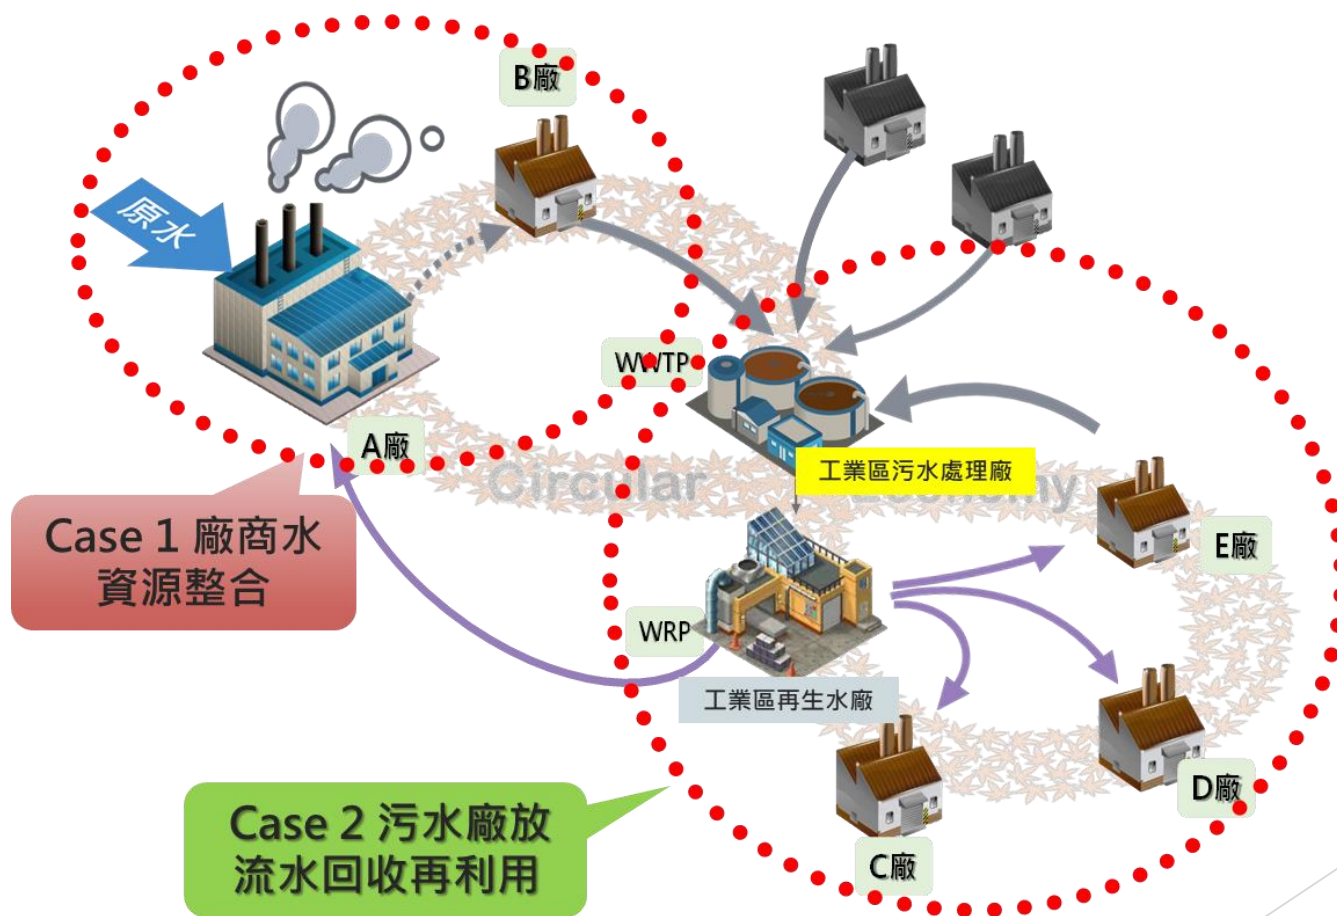 B廠
原水
WWTP
A廠
工業區污水處理廠
Circular
Economy
Case 1 廠商水
資源整合
E廠
WRP
工業區再生水廠
D廠
Case 2 污水廠放
流水回收再利用
C廠